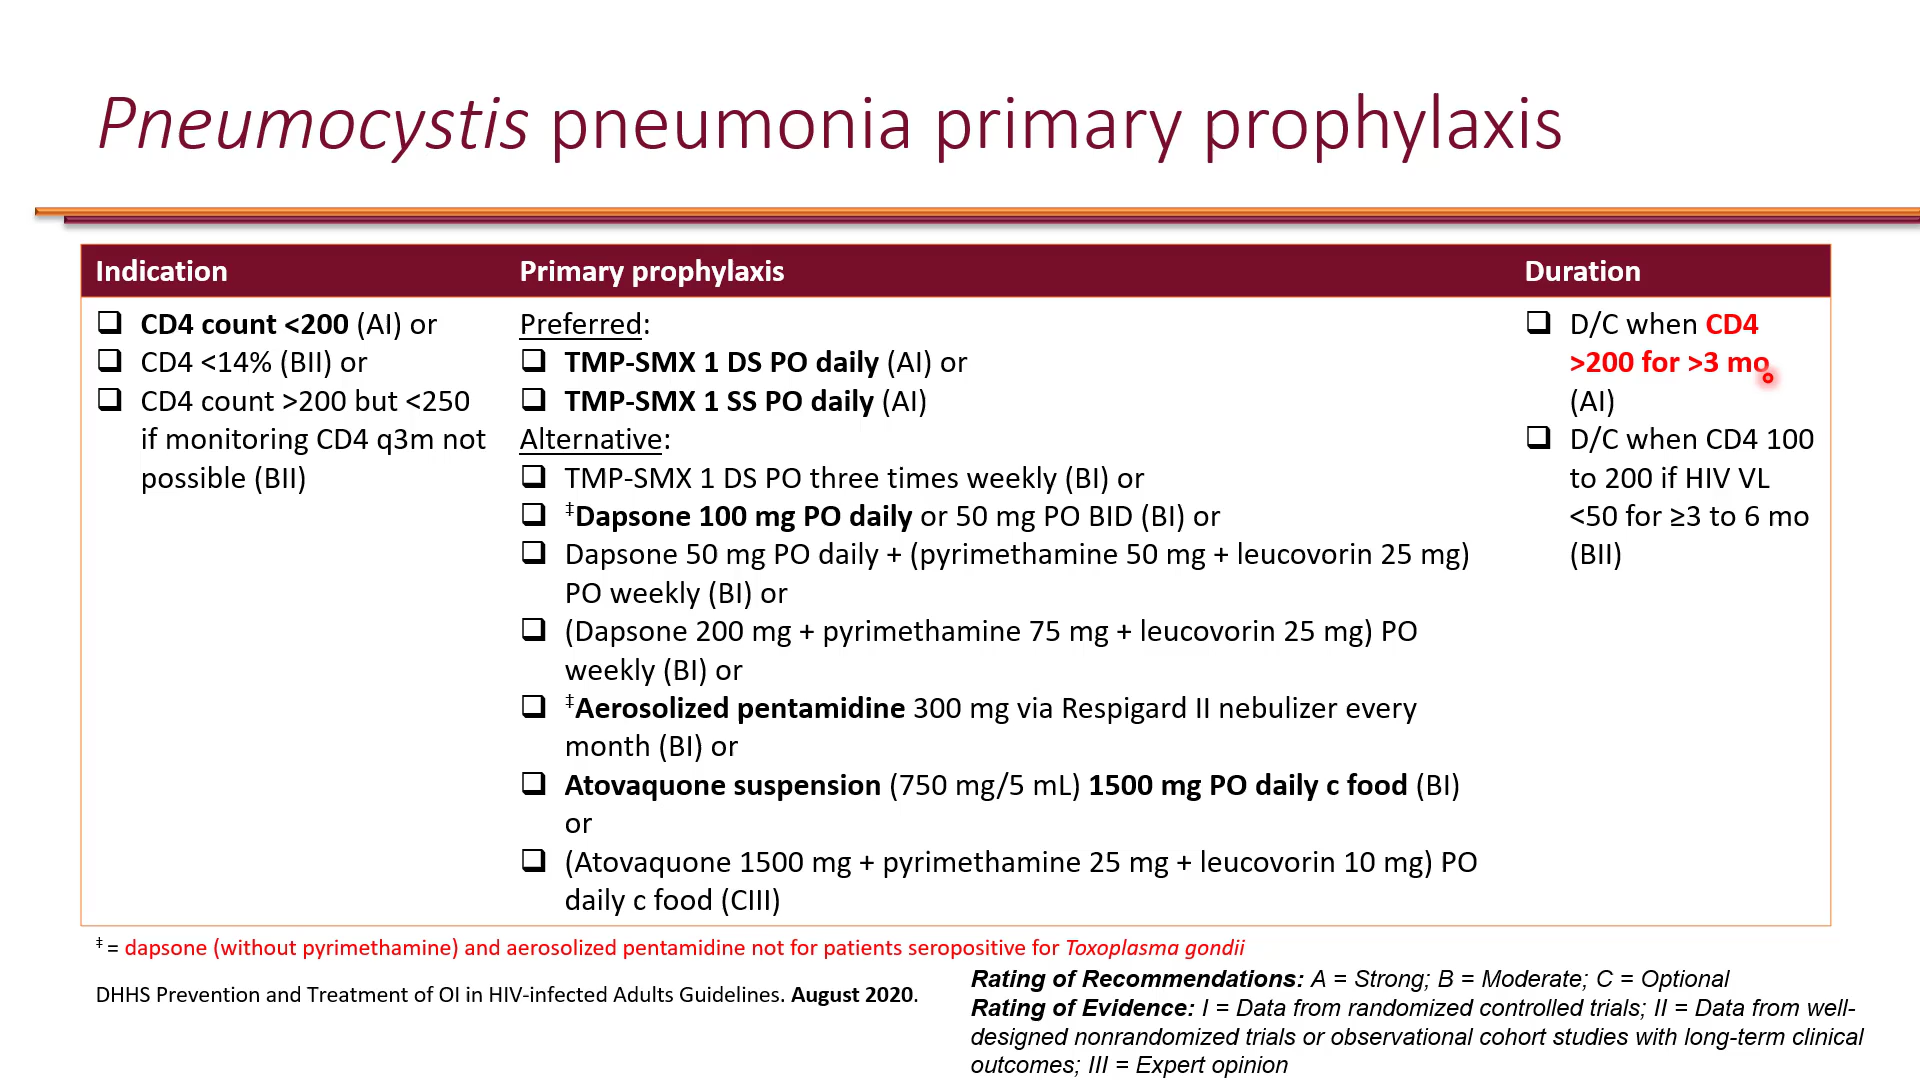 Pneumocystis pneumonia primary prophylaxis
Indication
❑ CD4 count <200 (AI) or
❑ CD4 <14% (BII) or
❑ CD4 count >200 but <250
if monitoring CD4 q3m not
possible (BII)
Primary prophylaxis
Preferred:
❑ TMP-SMX 1 DS PO daily (AI) or
❑ TMP-SMX 1 SS PO daily (AI)
Alternative:
❑ TMP-SMX 1 DS PO three times weekly (BI) or
❑ ‡Dapsone 100 mg PO daily or 50 mg PO BID (BI) or
❑ Dapsone 50 mg PO daily + (pyrimethamine 50 mg + leucovorin 25 mg)
PO weekly (BI) or
❑ (Dapsone 200 mg + pyrimethamine 75 mg + leucovorin 25 mg) PO
weekly (BI) or
❑ ‡Aerosolized pentamidine 300 mg via Respigard II nebulizer every
month (BI) or
❑ Atovaquone suspension (750 mg/5 mL) 1500 mg PO daily c food (BI)
or
❑ (Atovaquone 1500 mg + pyrimethamine 25 mg + leucovorin 10 mg) PO
daily c food (CIII)
Duration
❑ D/C when CD4
>200 for >3 mo
(AI)
❑ D/C when CD4 100
to 200 if HIV VL
<50 for ≥3 to 6 mo
(BII)
‡ = dapsone (without pyrimethamine) and aerosolized pentamidine not for patients seropositive for Toxoplasma gondii
DHHS Prevention and Treatment of OI in HIV-infected Adults Guidelines. August 2020.
Rating of Recommendations: A = Strong; B = Moderate; C = Optional
Rating of Evidence: I = Data from randomized controlled trials; II = Data from well-
designed nonrandomized trials or observational cohort studies with long-term clinical
outcomes; III = Expert opinion